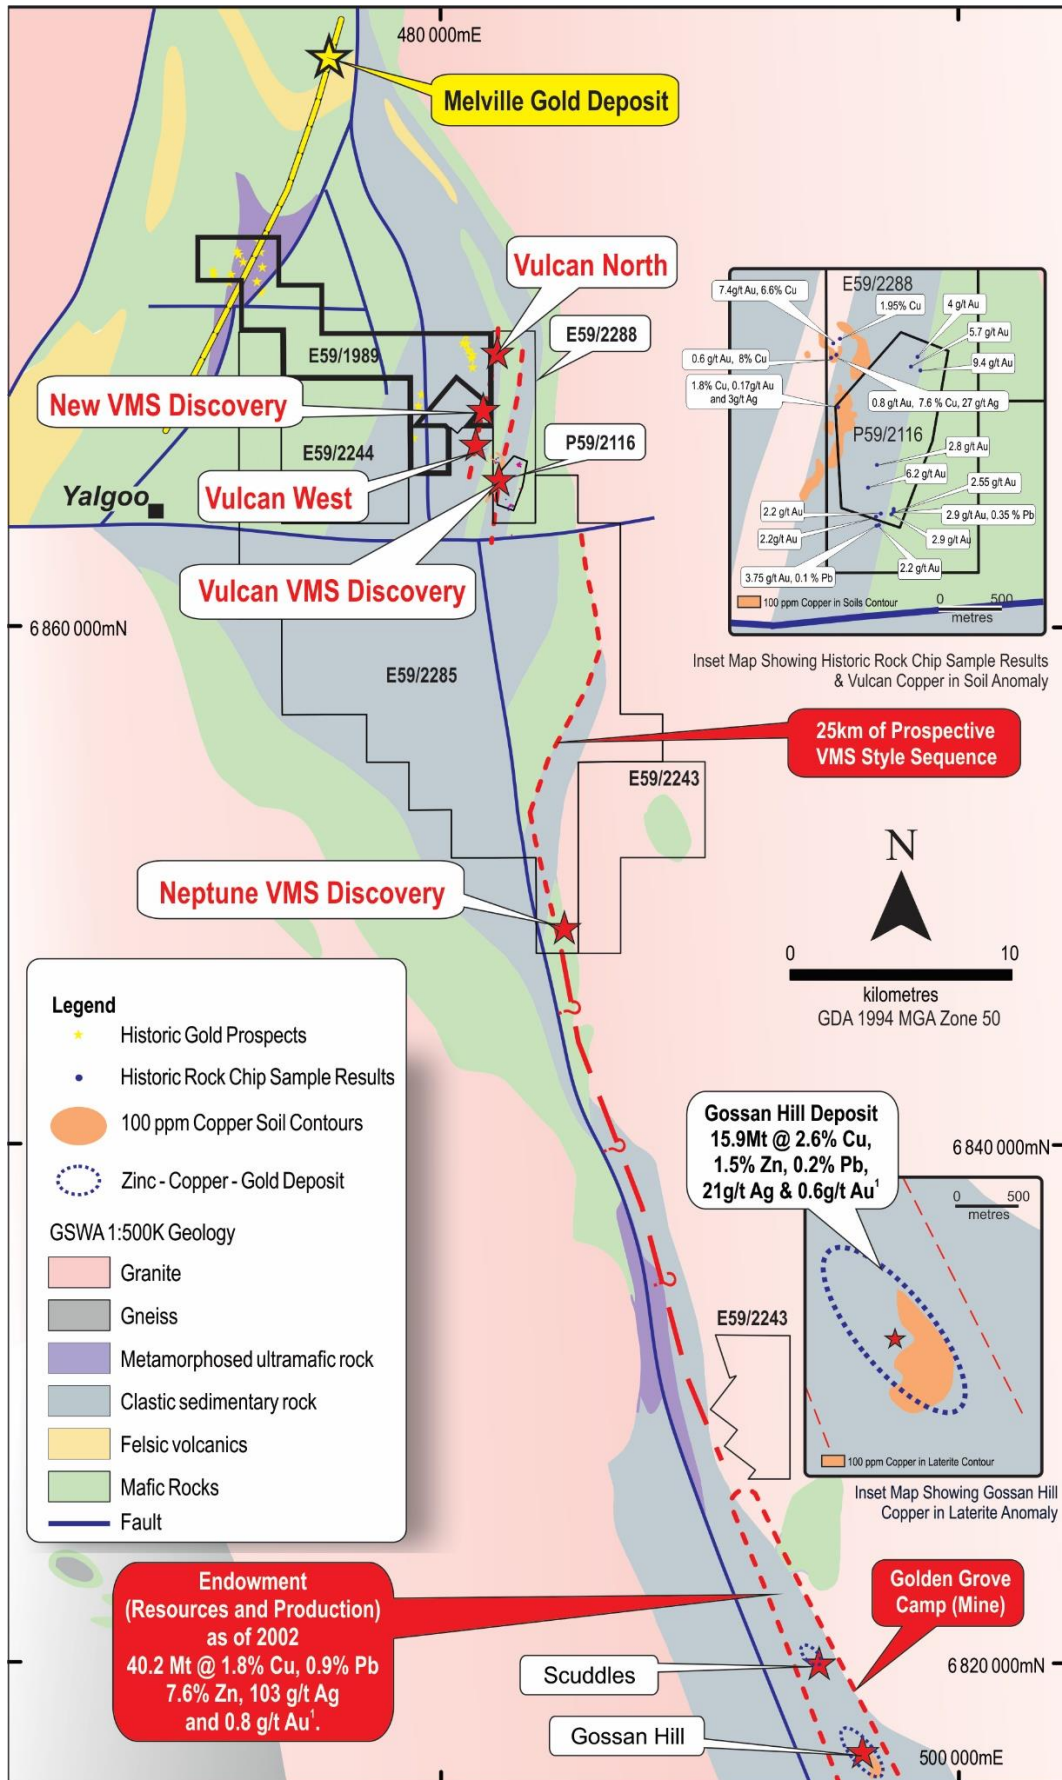 480 000mE
Melville Gold Deposit
Vulcan North
E59/1989
E59/2288
New VMS Discovery
E59/2244
P59/2116
Vulcan West
Yalgoo
Vulcan VMS Discovery
6 860 000mN
E59/2285
E59/2288
7.4g/t Au, 6.6% Cu
1.95% Cu
4 g/t Au
5.7 g/t Au
0.6 g/t Au, 8% Cu
9.4 g/t Au
1.8% Cu, 0.17g/t Au
and 3g/t Ag
0.8 g/t Au, 7.6 % Cu, 27 g/t Ag
P59/2116
2.8 g/t Au
6.2 g/t Au
2.55 g/t Au
2.2 g/t Au
2.9 g/t Au, 0.35 % Pb
2.2g/t Au
2.9 g/t Au
2.2 g/t Au
3.75 g/t Au, 0.1 % Pb
100 ppm Copper in Soils Contour
0 500
metres
Inset Map Showing Historic Rock Chip Sample Results
& Vulcan Copper in Soil Anomaly
25km of Prospective
VMS Style Sequence
E59/2243
Neptune VMS Discovery
N
0 10
kilometres
GDA 1994 MGA Zone 50
?
?
?
Legend
Historic Gold Prospects
Historic Rock Chip Sample Results
100 ppm Copper Soil Contours
Zinc - Copper - Gold Deposit
GSWA 1:500K Geology
Granite
Gneiss
Metamorphosed ultramafic rock
Clastic sedimentary rock
Felsic volcanics
Mafic Rocks
Fault
Gossan Hill Deposit
15.9Mt @ 2.6% Cu,
1.5% Zn, 0.2% Pb,
21g/t Ag & 0.6g/t Au¹
6 840 000mN
0 500
metres
100 ppm Copper in Laterite Contour
Inset Map Showing Gossan Hill
Copper in Laterite Anomaly
E59/2243
Endowment
(Resources and Production)
as of 2002
40.2 Mt @ 1.8% Cu, 0.9% Pb
7.6% Zn, 103 g/t Ag
and 0.8 g/t Au¹.
Golden Grove
Camp (Mine)
Scuddles
6 820 000mN
Gossan Hill
500 000mE